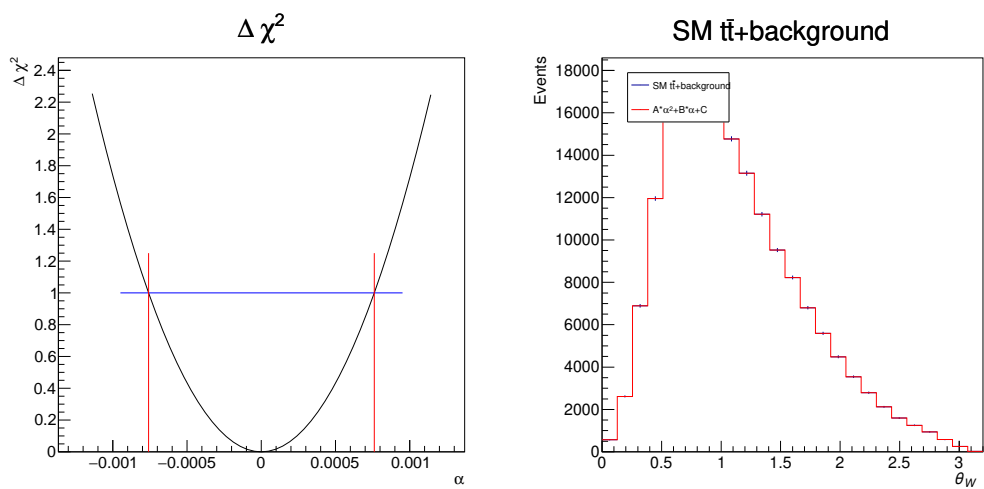 Δ χ²
Δ χ²
2.4
2.2
2
1.8
1.6
1.4
1.2
1
0.8
0.6
0.4
0.2
0
−0.001 −0.0005 0 0.0005 0.001
α
SM tt̄+background
Events
18000
16000
14000
12000
10000
8000
6000
4000
2000
0
SM tt̄+background
A*α²+B*α+C
0 0.5 1 1.5 2 2.5 3
θ_W